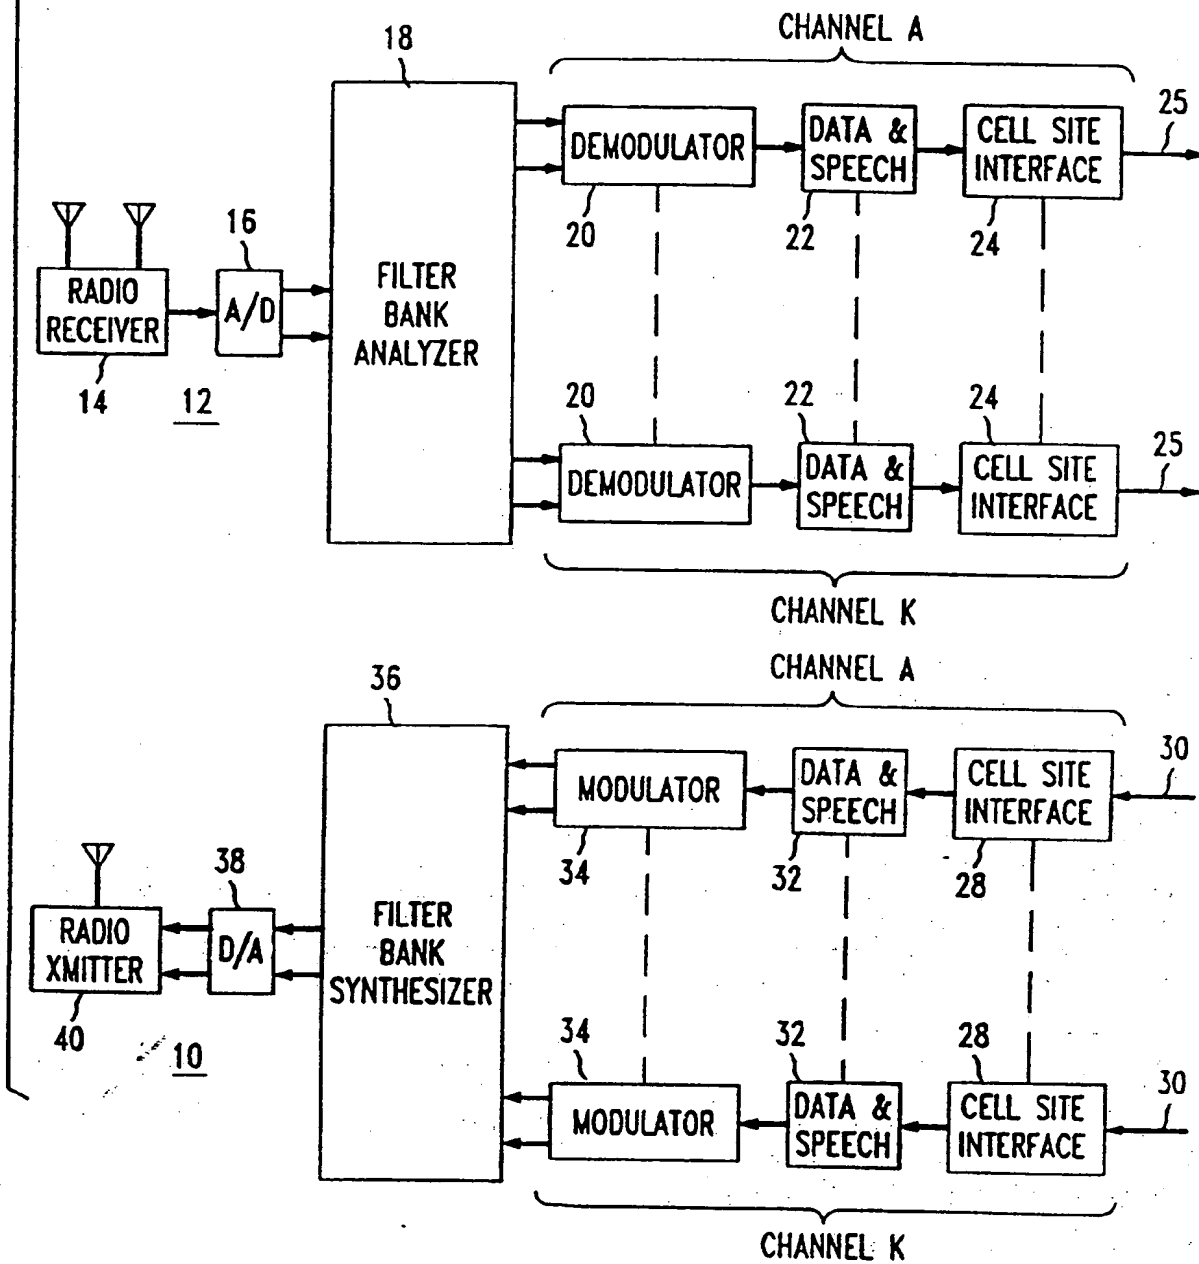 CHANNEL A
18
DEMODULATOR
DATA &
SPEECH
CELL SITE
INTERFACE
25
20
22
24
16
RADIO
RECEIVER
A/D
FILTER
BANK
ANALYZER
14
12
20
22
24
DEMODULATOR
DATA &
SPEECH
CELL SITE
INTERFACE
25
CHANNEL K
CHANNEL A
36
MODULATOR
DATA &
SPEECH
CELL SITE
INTERFACE
30
34
32
28
38
RADIO
XMITTER
D/A
FILTER
BANK
SYNTHESIZER
40
10
34
32
28
MODULATOR
DATA &
SPEECH
CELL SITE
INTERFACE
30
CHANNEL K